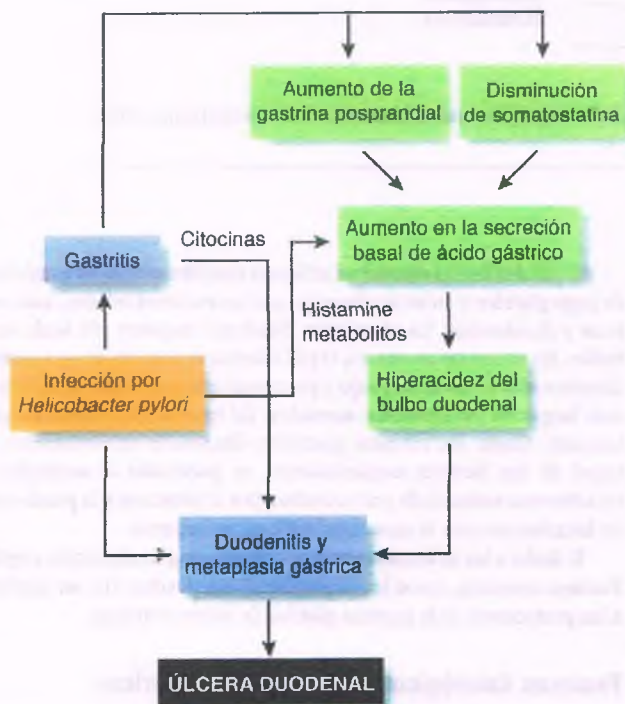 Aumento de la
gastrina posprandial
Disminución
de somatostatina
Gastritis
Citocinas
Aumento en la secreción
basal de ácido gástrico
Histamine
metabolitos
Infección por
Helicobacter pylori
Hiperacidez del
bulbo duodenal
Duodenitis y
metaplasia gástrica
ÚLCERA DUODENAL